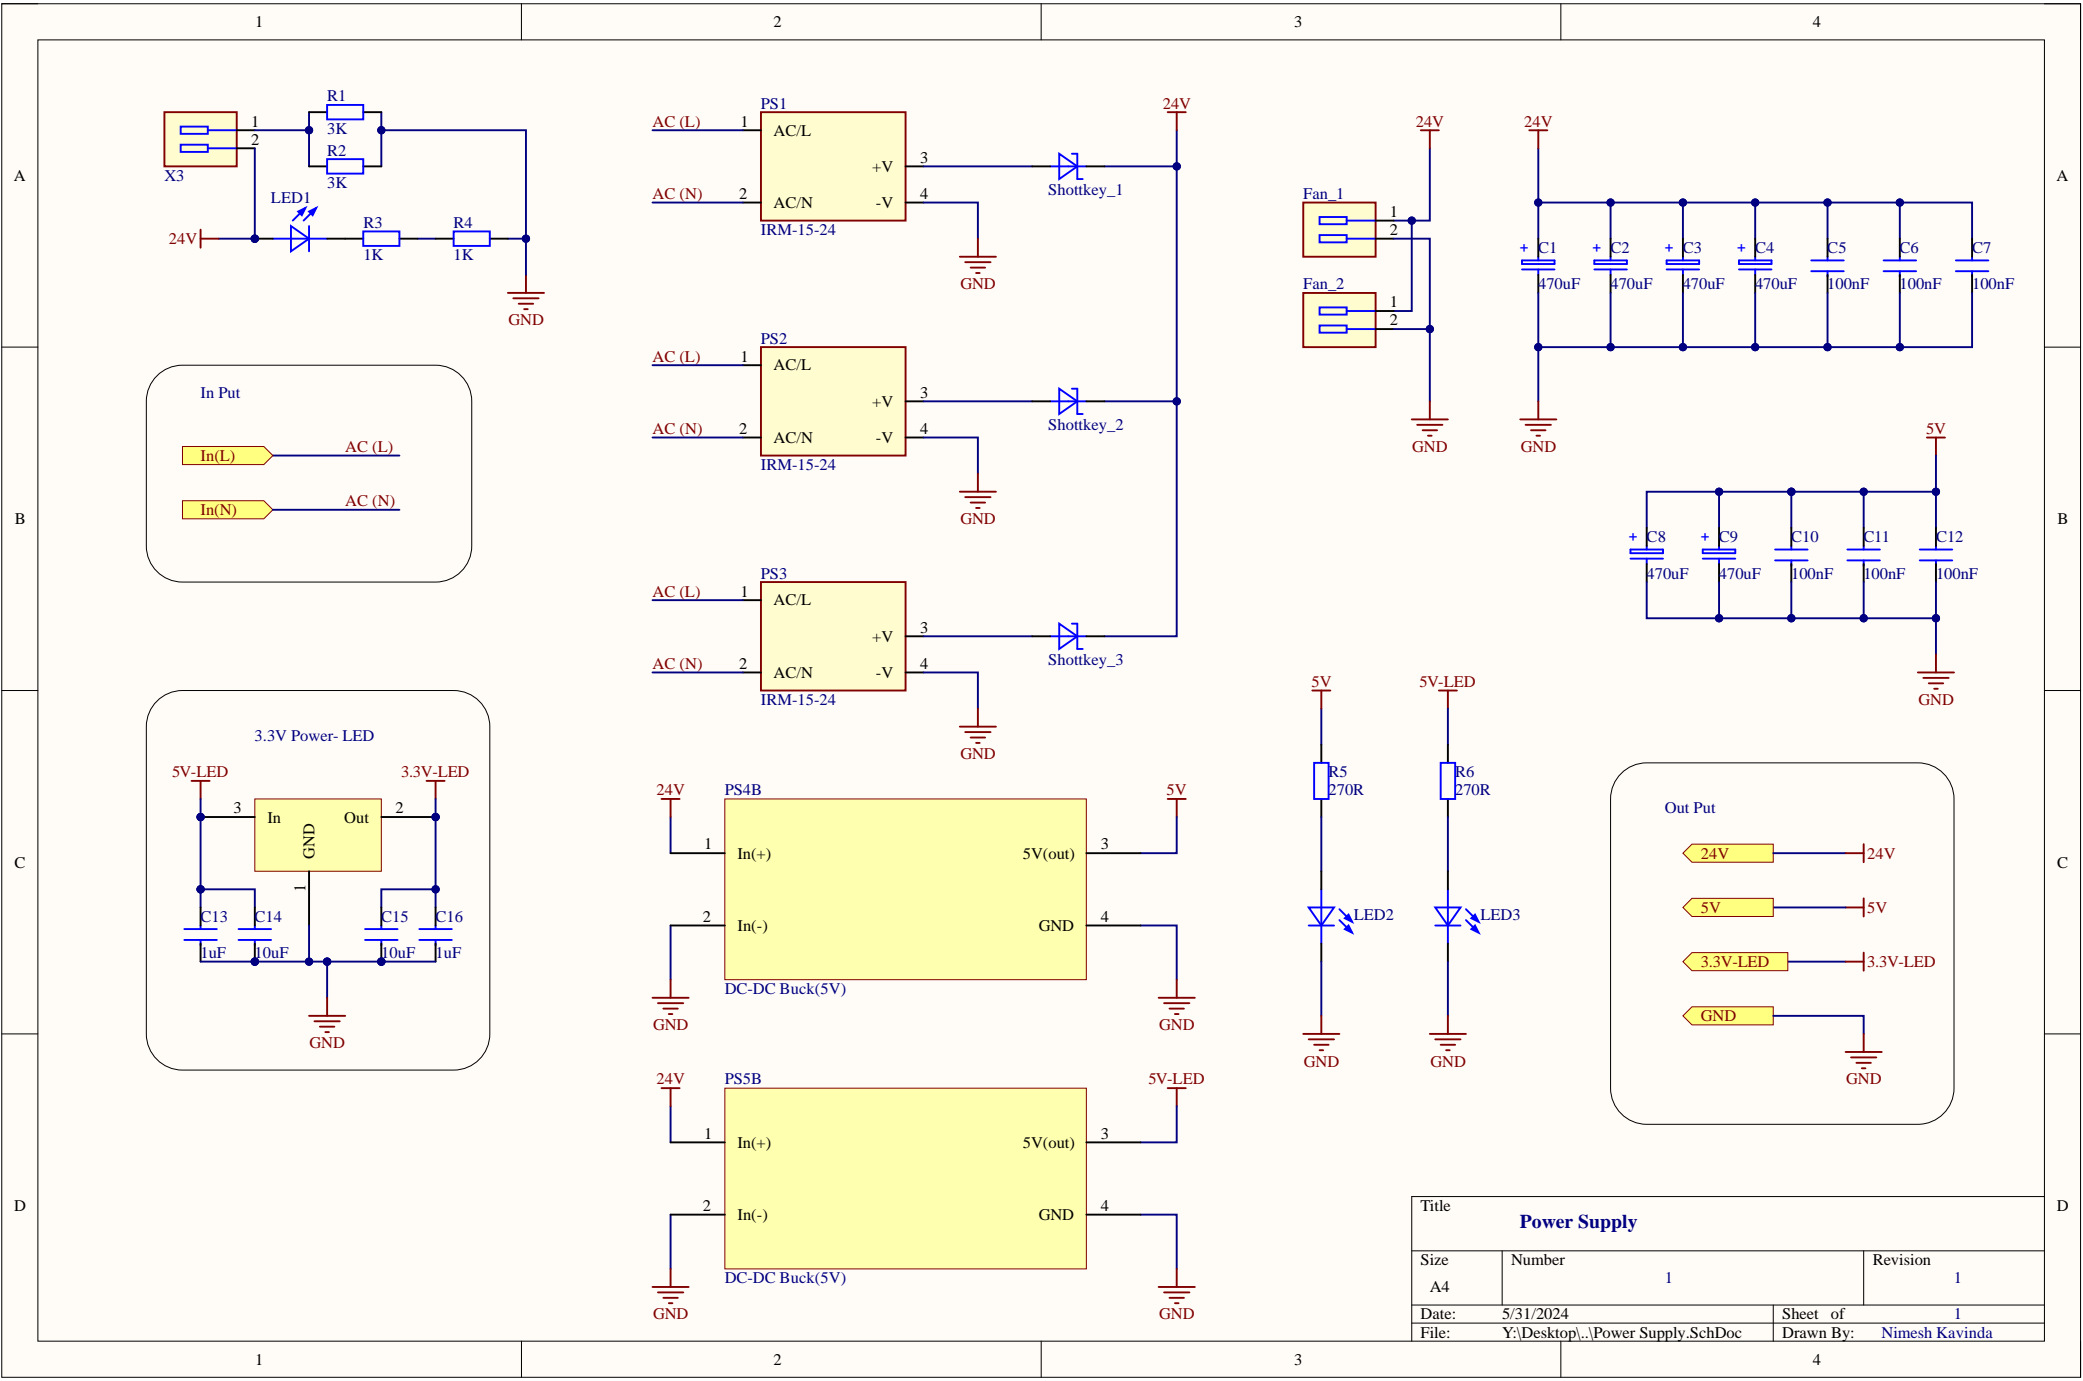 1 2 3 4
A A
B B
C C
D D
1 2 3 4
X3
1
2
R1
3K
R2
3K
LED1
24V
R3
1K
R4
1K
GND
In Put
In(L) AC (L)
In(N) AC (N)
3.3V Power- LED
5V-LED 3.3V-LED
3 In Out 2
GND
1
C13 C14 C15 C16
1uF 10uF 10uF 1uF
GND
PS1
AC (L) 1 AC/L
+V 3
AC (N) 2 AC/N -V 4
IRM-15-24
GND
Shottkey_1
24V
PS2
AC (L) 1 AC/L
+V 3
AC (N) 2 AC/N -V 4
IRM-15-24
GND
Shottkey_2
PS3
AC (L) 1 AC/L
+V 3
AC (N) 2 AC/N -V 4
IRM-15-24
GND
Shottkey_3
24V PS4B 5V
1 In(+) 5V(out) 3
2 In(-) GND 4
DC-DC Buck(5V)
GND GND
24V PS5B 5V-LED
1 In(+) 5V(out) 3
2 In(-) GND 4
DC-DC Buck(5V)
GND GND
24V
Fan_1
1
2
Fan_2
1
2
GND
24V
+ C1 + C2 + C3 + C4 C5 C6 C7
470uF 470uF 470uF 470uF 100nF 100nF 100nF
GND
5V
+ C8 + C9 C10 C11 C12
470uF 470uF 100nF 100nF 100nF
GND
5V 5V-LED
R5 R6
270R 270R
LED2 LED3
GND GND
Out Put
24V 24V
5V 5V
3.3V-LED 3.3V-LED
GND
GND
Title
Power Supply
Size Number Revision
A4 1 1
Date: 5/31/2024 Sheet of 1
File: Y:\Desktop\..\Power Supply.SchDoc Drawn By: Nimesh Kavinda